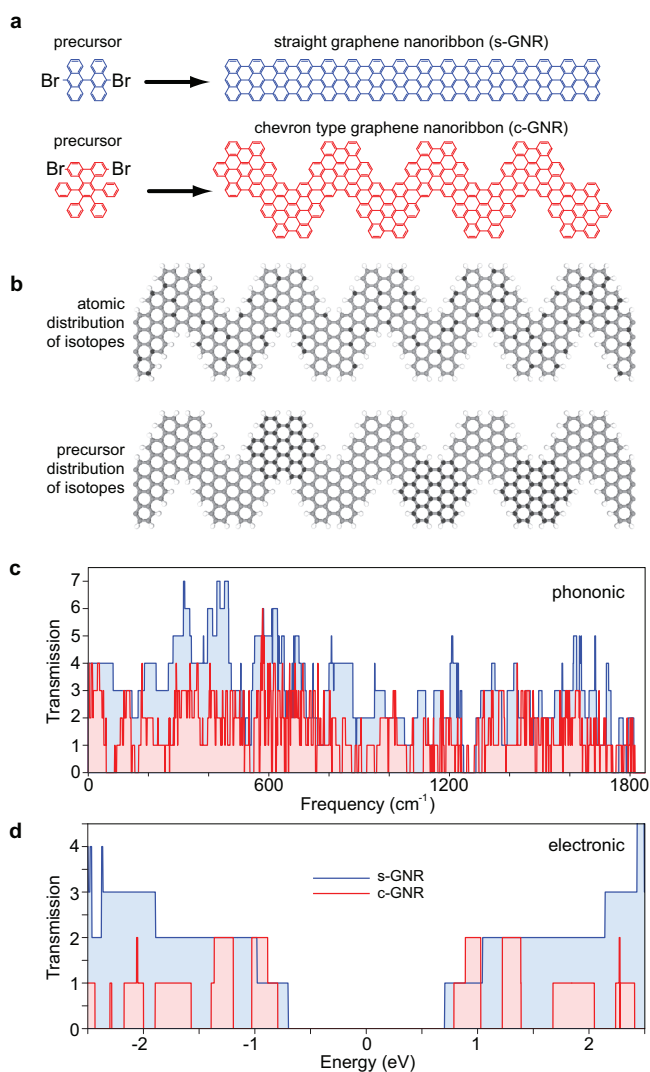 a
precursor
straight graphene nanoribbon (s-GNR)
Br
Br
precursor
chevron type graphene nanoribbon (c-GNR)
Br
Br
b
atomic
distribution
of isotopes
precursor
distribution
of isotopes
c
phononic
Transmission
7
6
5
4
3
2
1
0
0
600
1200
1800
Frequency (cm⁻¹)
d
electronic
Transmission
4
3
2
1
0
s-GNR
c-GNR
-2
-1
0
1
2
Energy (eV)